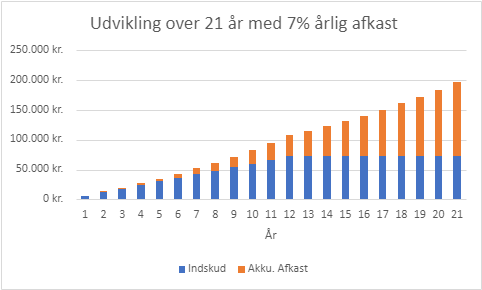 Udvikling over 21 år med 7% årlig afkast
250.000 kr.
200.000 kr.
150.000 kr.
100.000 kr.
50.000 kr.
0 kr.
1 2 3 4 5 6 7 8 9 10 11 12 13 14 15 16 17 18 19 20 21
År
Indskud Akku. Afkast